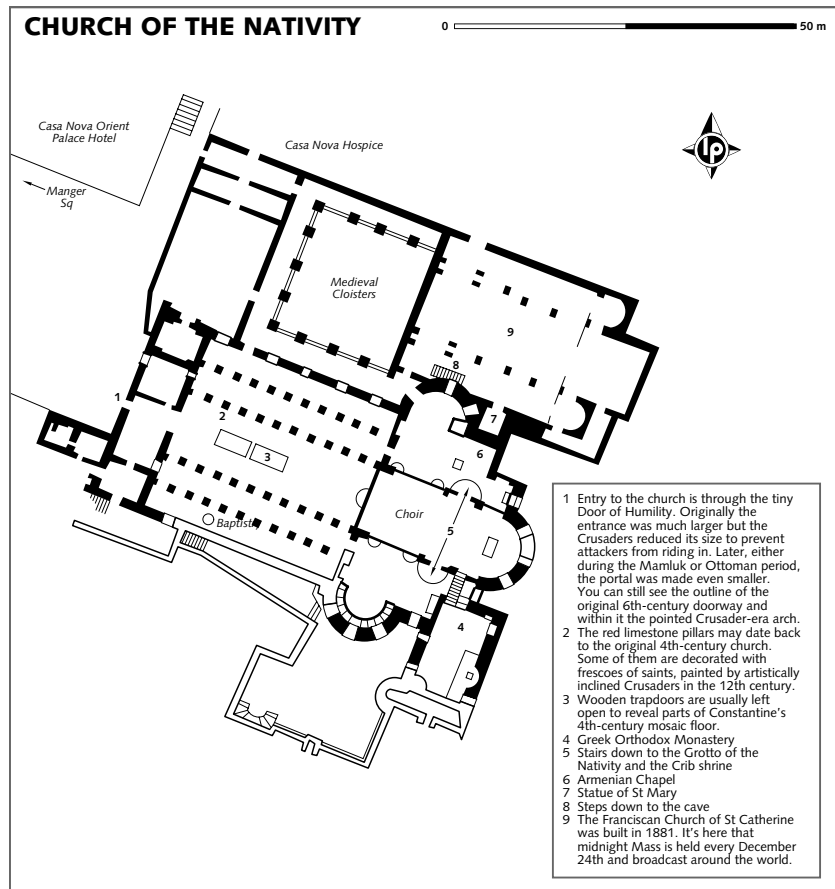 CHURCH OF THE NATIVITY
0
50 m
Casa Nova Orient
Palace Hotel
Casa Nova Hospice
lp
Manger
Sq
Medieval
Cloisters
9
8
1
2
7
6
3
Choir
5
Baptistry
4
1 Entry to the church is through the tiny
Door of Humility. Originally the
entrance was much larger but the
Crusaders reduced its size to prevent
attackers from riding in. Later, either
during the Mamluk or Ottoman period,
the portal was made even smaller.
You can still see the outline of the
original 6th-century doorway and
within it the pointed Crusader-era arch.
2 The red limestone pillars may date back
to the original 4th-century church.
Some of them are decorated with
frescoes of saints, painted by artistically
inclined Crusaders in the 12th century.
3 Wooden trapdoors are usually left
open to reveal parts of Constantine's
4th-century mosaic floor.
4 Greek Orthodox Monastery
5 Stairs down to the Grotto of the
Nativity and the Crib shrine
6 Armenian Chapel
7 Statue of St Mary
8 Steps down to the cave
9 The Franciscan Church of St Catherine
was built in 1881. It's here that
midnight Mass is held every December
24th and broadcast around the world.